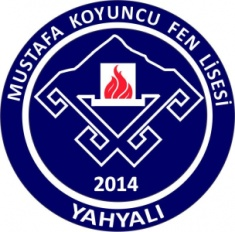 MUSTAFA KOYUNCU FEN LİSESİ
2014
YAHYALI